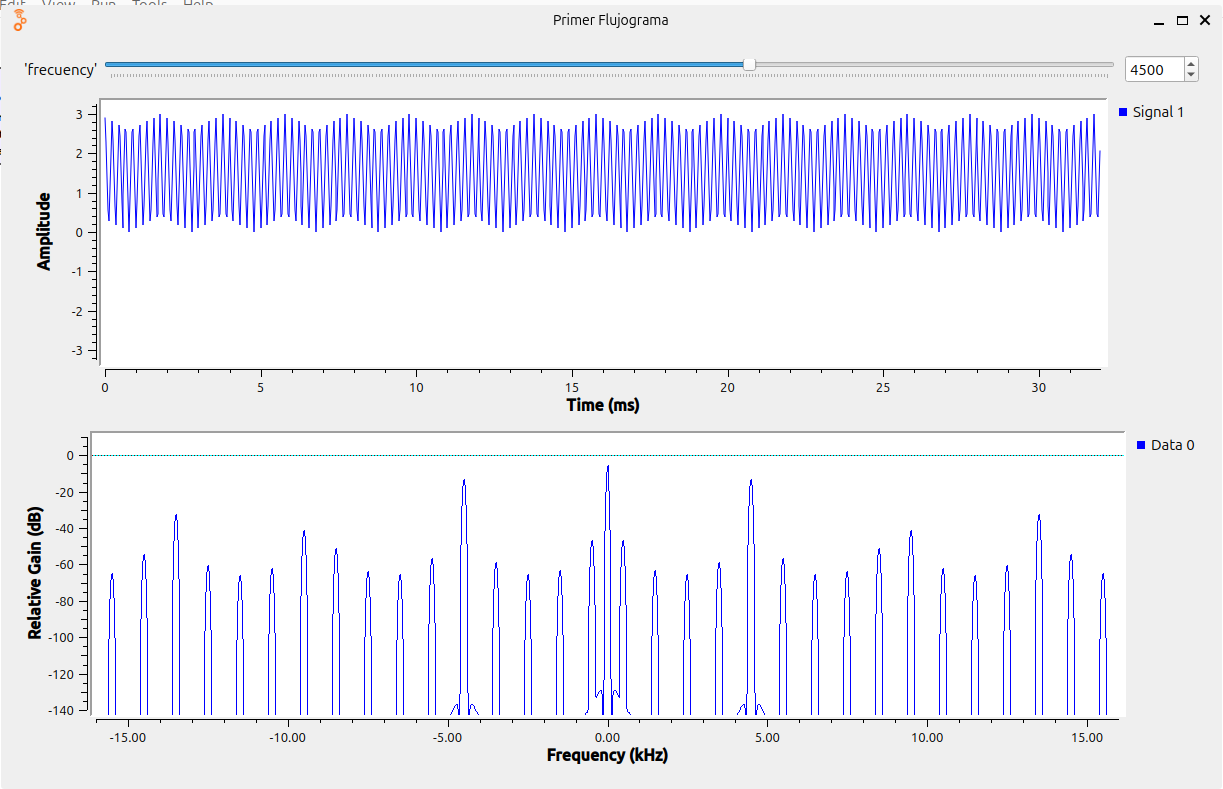 Edit View Run Tools Help
Primer Flujograma
'frecuency'
4500
Signal 1
3
2
1
0
-1
-2
-3
Amplitude
0 5 10 15 20 25 30
Time (ms)
Data 0
0
-20
-40
-60
-80
-100
-120
-140
Relative Gain (dB)
-15.00 -10.00 -5.00 0.00 5.00 10.00 15.00
Frequency (kHz)